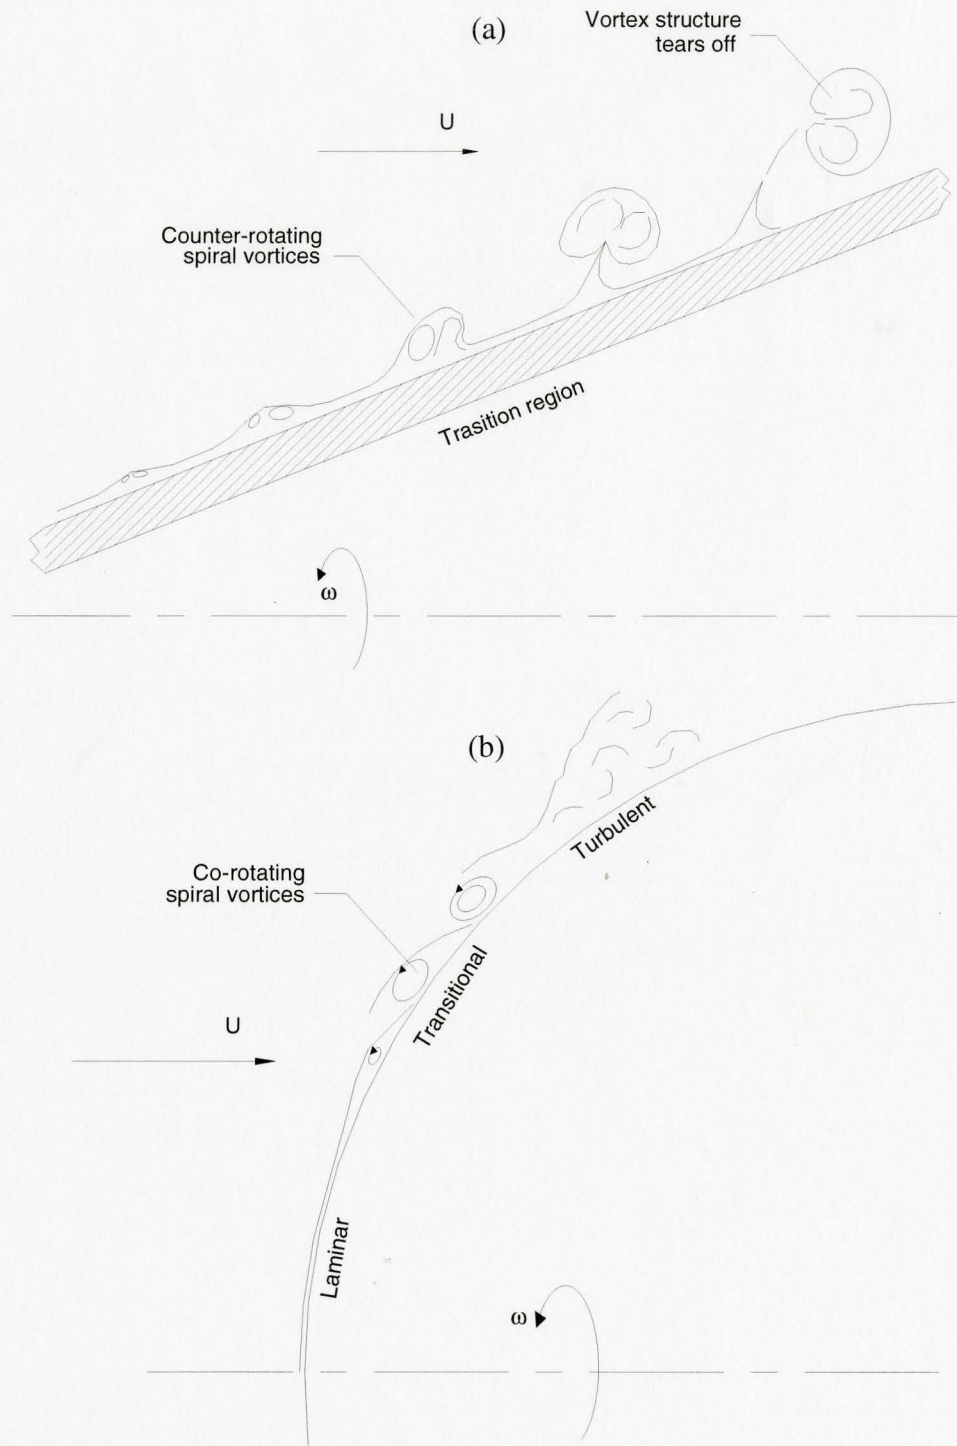 (a)
Vortex structure
tears off
U
Counter-rotating
spiral vortices
Trasition region
ω
(b)
Co-rotating
spiral vortices
Turbulent
Transitional
U
Laminar
ω